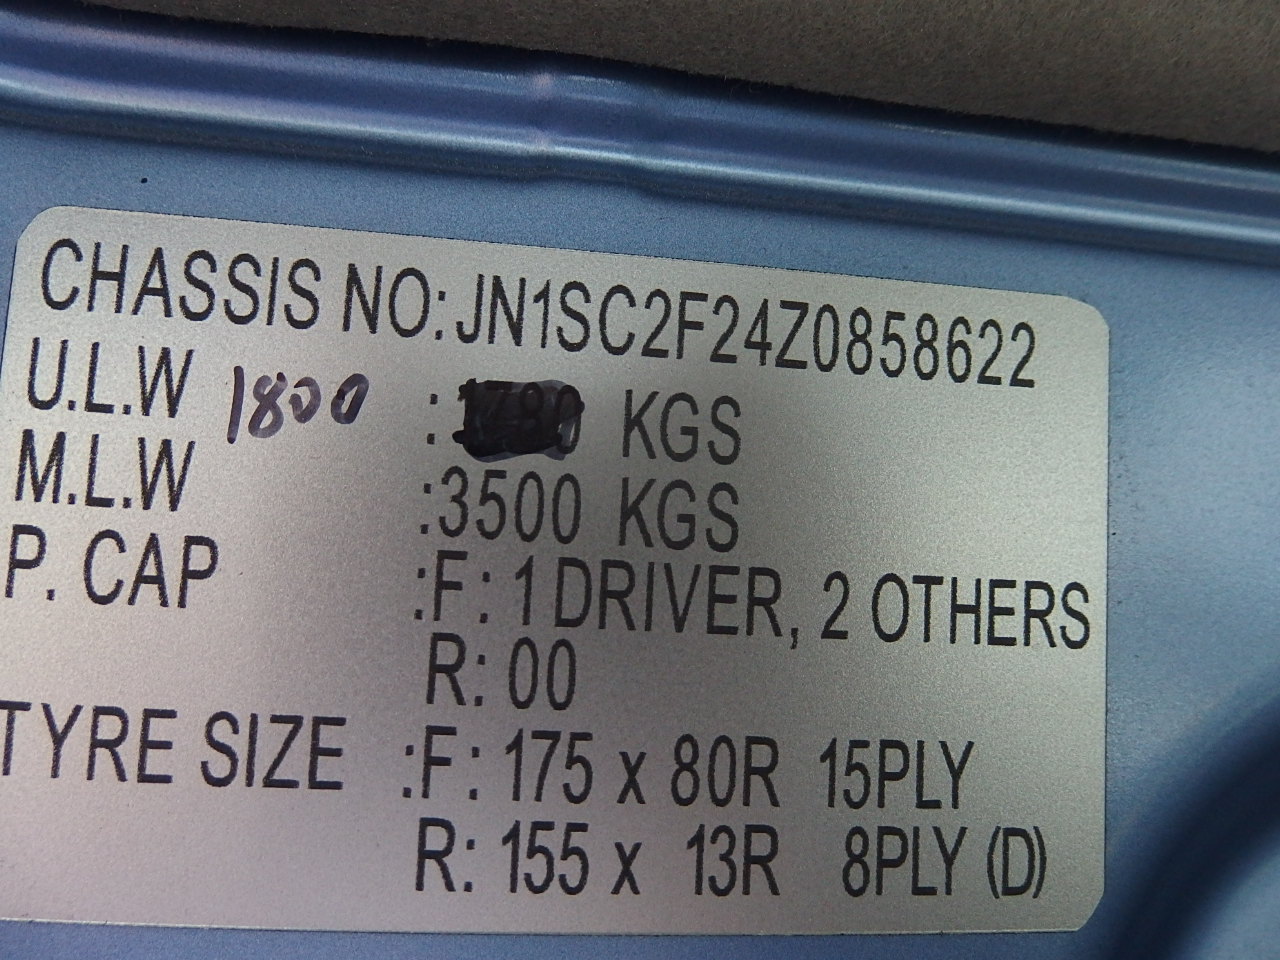 CHASSIS NO: JN1SC2F24Z0858622
U.L.W 1800 : KGS
M.L.W :3500 KGS
P. CAP :F: 1 DRIVER, 2 OTHERS
R: 00
TYRE SIZE :F: 175 x 80R 15PLY
R: 155 x 13R 8PLY (D)